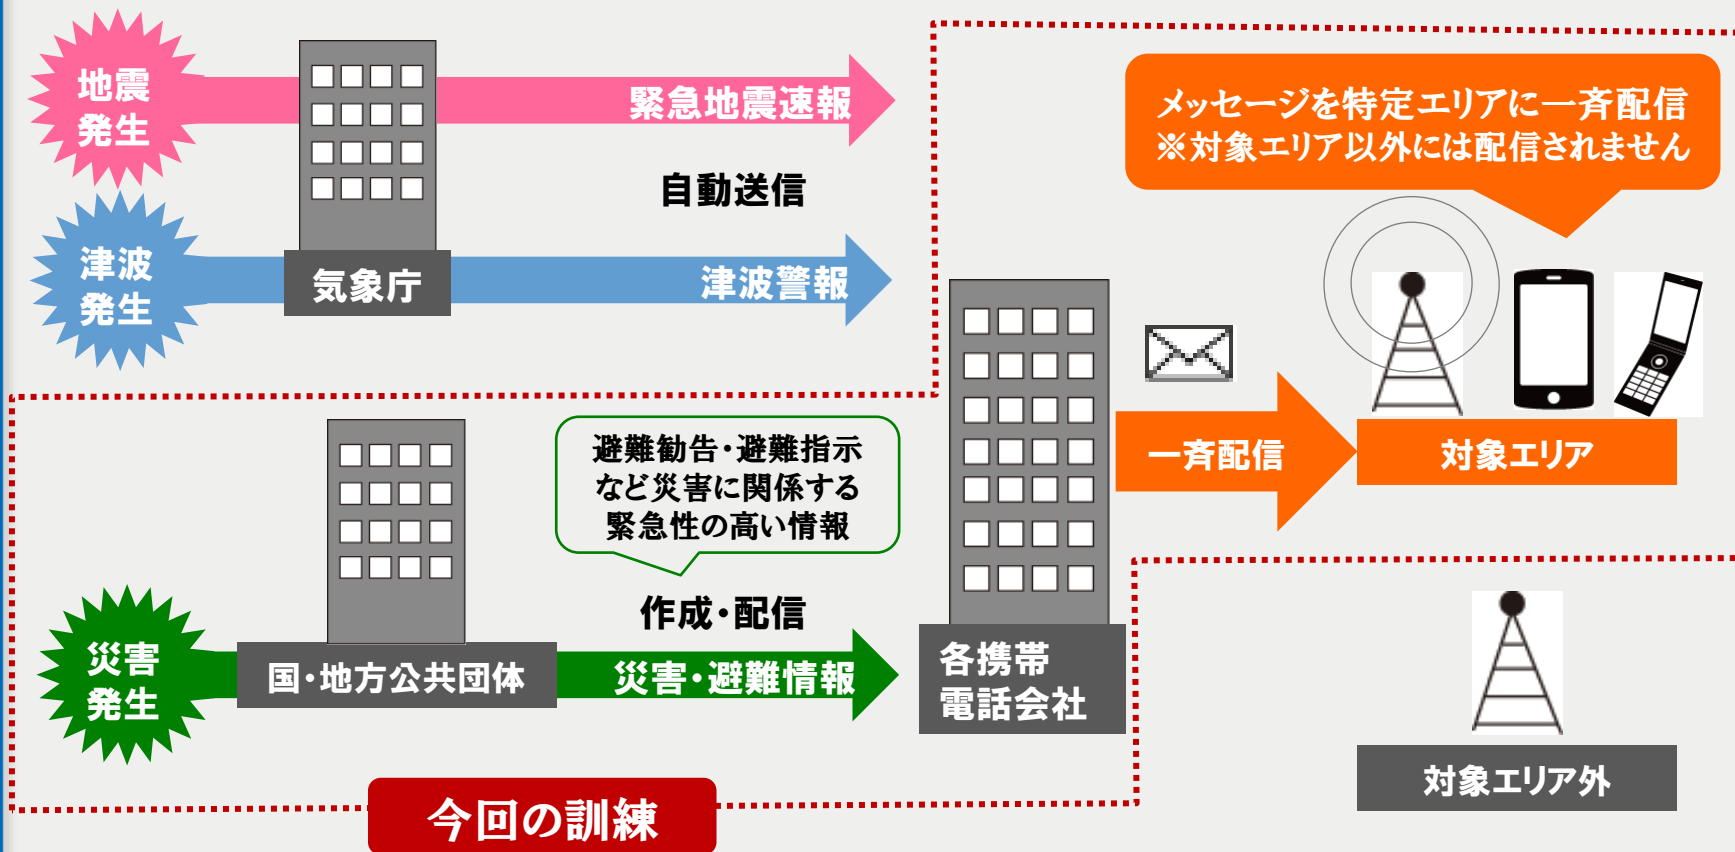 地震
発生
緊急地震速報
自動送信
津波
発生
気象庁
津波警報
メッセージを特定エリアに一斉配信
※対象エリア以外には配信されません
一斉配信
対象エリア
避難勧告・避難指示
など災害に関係する
緊急性の高い情報
作成・配信
災害
発生
国・地方公共団体
災害・避難情報
各携帯
電話会社
対象エリア外
今回の訓練